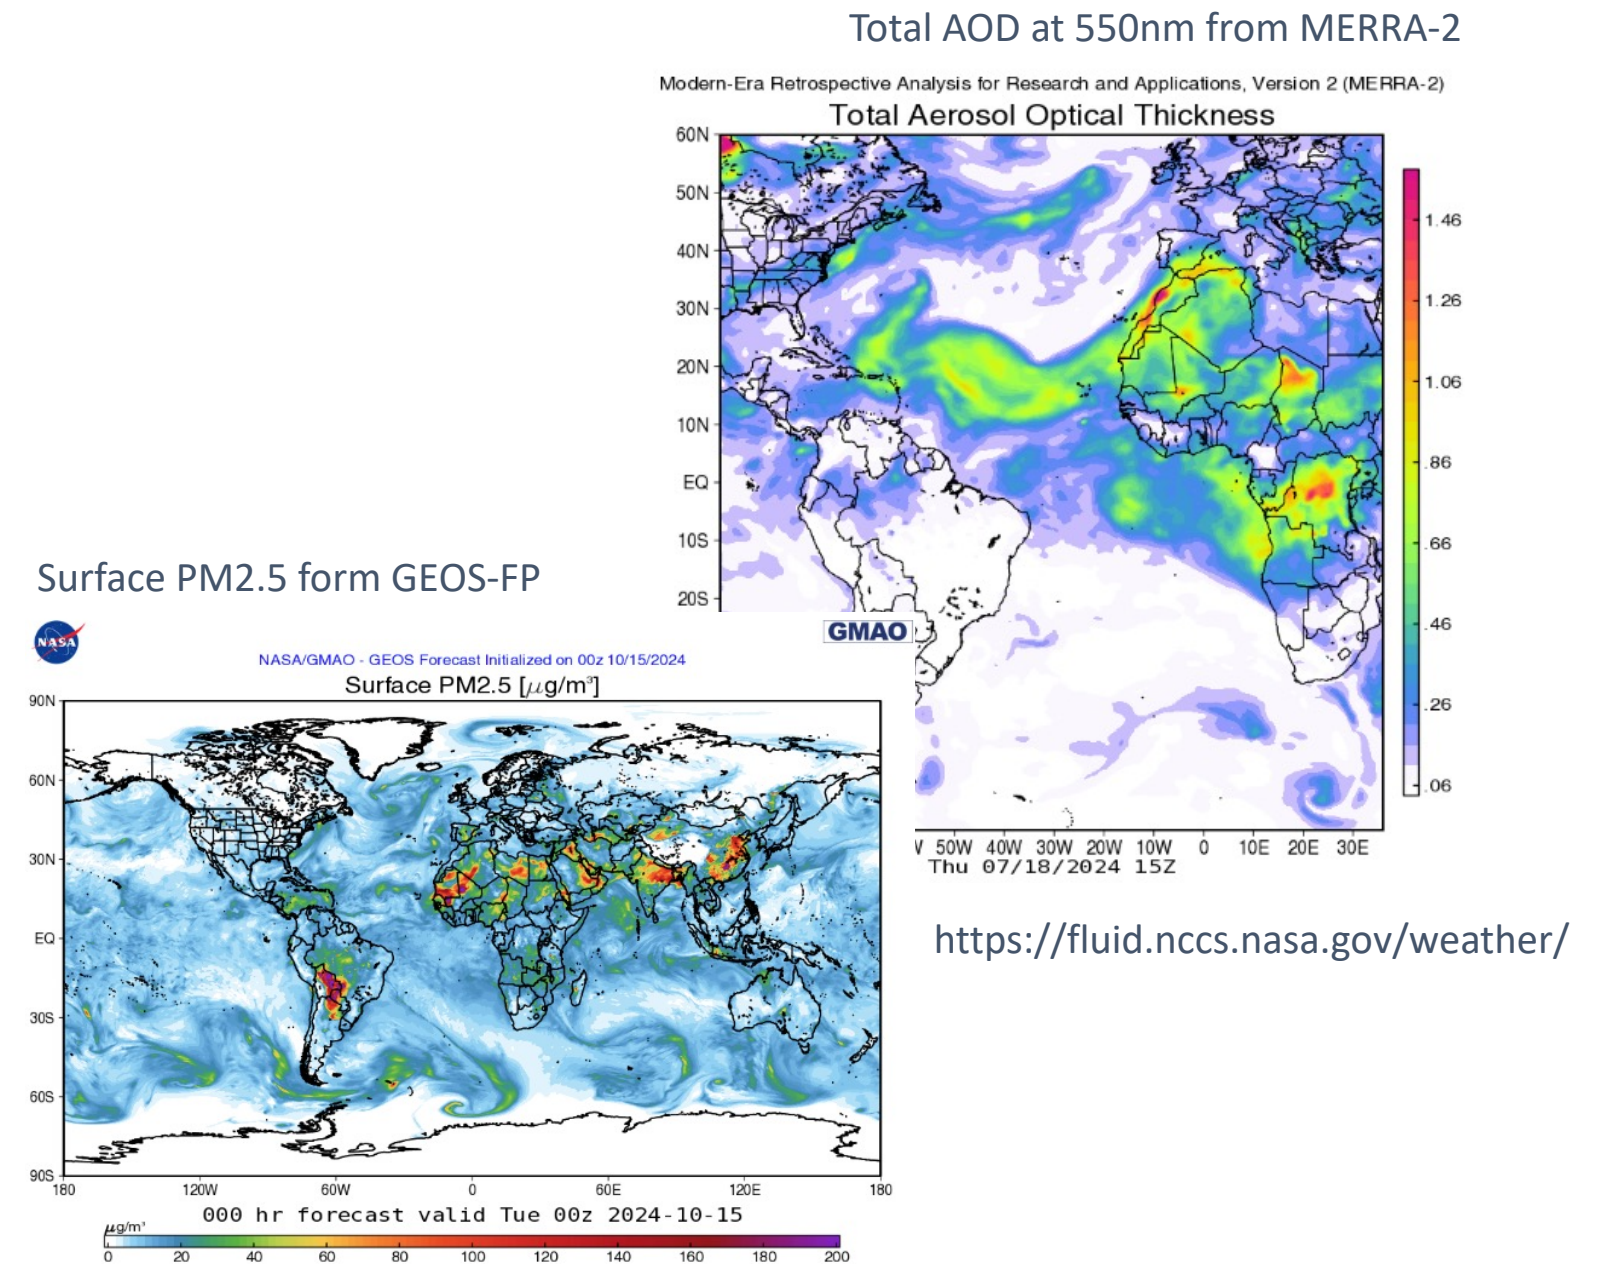 Total AOD at 550nm from MERRA-2
Modern-Era Retrospective Analysis for Research and Applications, Version 2 (MERRA-2)
Total Aerosol Optical Thickness
60N
50N
40N
30N
20N
10N
EQ
10S
20S
1.46
1.26
1.06
.86
.66
.46
.26
.06
50W 40W 30W 20W 10W 0 10E 20E 30E
Thu 07/18/2024 15Z
https://fluid.nccs.nasa.gov/weather/
Surface PM2.5 form GEOS-FP
NASA
GMAO
NASA/GMAO - GEOS Forecast Initialized on 00z 10/15/2024
Surface PM2.5 [μg/m³]
90N
60N
30N
EQ
30S
60S
90S
180 120W 60W 0 60E 120E 180
000 hr forecast valid Tue 00z 2024-10-15
μg/m³
0 20 40 60 80 100 120 140 160 180 200